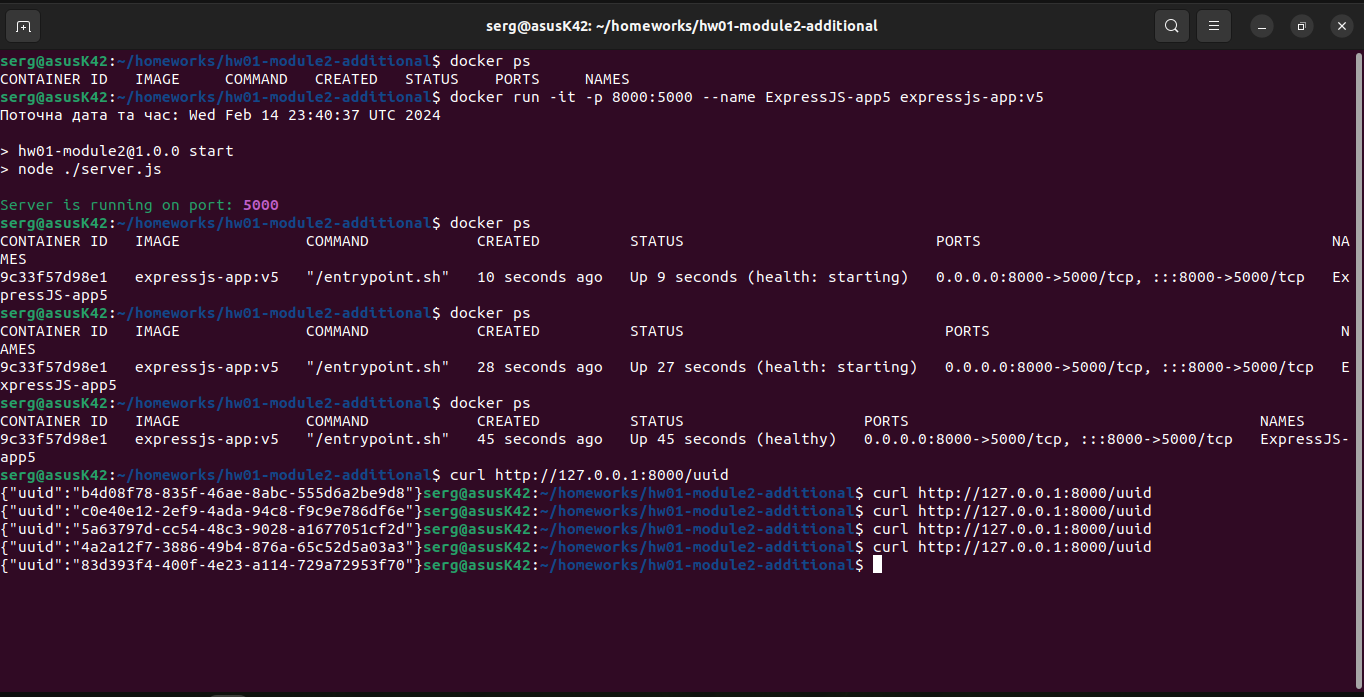 serg@asusK42: ~/homeworks/hw01-module2-additional
serg@asusK42:~/homeworks/hw01-module2-additional$ docker ps
CONTAINER ID   IMAGE     COMMAND   CREATED   STATUS    PORTS     NAMES
serg@asusK42:~/homeworks/hw01-module2-additional$ docker run -it -p 8000:5000 --name ExpressJS-app5 expressjs-app:v5
Поточна дата та час: Wed Feb 14 23:40:37 UTC 2024
> hw01-module2@1.0.0 start
> node ./server.js
Server is running on port: 5000
serg@asusK42:~/homeworks/hw01-module2-additional$ docker ps
CONTAINER ID   IMAGE              COMMAND            CREATED          STATUS                            PORTS                                       NA
MES
9c33f57d98e1   expressjs-app:v5   "/entrypoint.sh"   10 seconds ago   Up 9 seconds (health: starting)   0.0.0.0:8000->5000/tcp, :::8000->5000/tcp   Ex
pressJS-app5
serg@asusK42:~/homeworks/hw01-module2-additional$ docker ps
CONTAINER ID   IMAGE              COMMAND            CREATED          STATUS                             PORTS                                       N
AMES
9c33f57d98e1   expressjs-app:v5   "/entrypoint.sh"   28 seconds ago   Up 27 seconds (health: starting)   0.0.0.0:8000->5000/tcp, :::8000->5000/tcp   E
xpressJS-app5
serg@asusK42:~/homeworks/hw01-module2-additional$ docker ps
CONTAINER ID   IMAGE              COMMAND            CREATED          STATUS                    PORTS                                       NAMES
9c33f57d98e1   expressjs-app:v5   "/entrypoint.sh"   45 seconds ago   Up 45 seconds (healthy)   0.0.0.0:8000->5000/tcp, :::8000->5000/tcp   ExpressJS-
app5
serg@asusK42:~/homeworks/hw01-module2-additional$ curl http://127.0.0.1:8000/uuid
{"uuid":"b4d08f78-835f-46ae-8abc-555d6a2be9d8"}serg@asusK42:~/homeworks/hw01-module2-additional$ curl http://127.0.0.1:8000/uuid
{"uuid":"c0e40e12-2ef9-4ada-94c8-f9c9e786df6e"}serg@asusK42:~/homeworks/hw01-module2-additional$ curl http://127.0.0.1:8000/uuid
{"uuid":"5a63797d-cc54-48c3-9028-a1677051cf2d"}serg@asusK42:~/homeworks/hw01-module2-additional$ curl http://127.0.0.1:8000/uuid
{"uuid":"4a2a12f7-3886-49b4-876a-65c52d5a03a3"}serg@asusK42:~/homeworks/hw01-module2-additional$ curl http://127.0.0.1:8000/uuid
{"uuid":"83d393f4-400f-4e23-a114-729a72953f70"}serg@asusK42:~/homeworks/hw01-module2-additional$